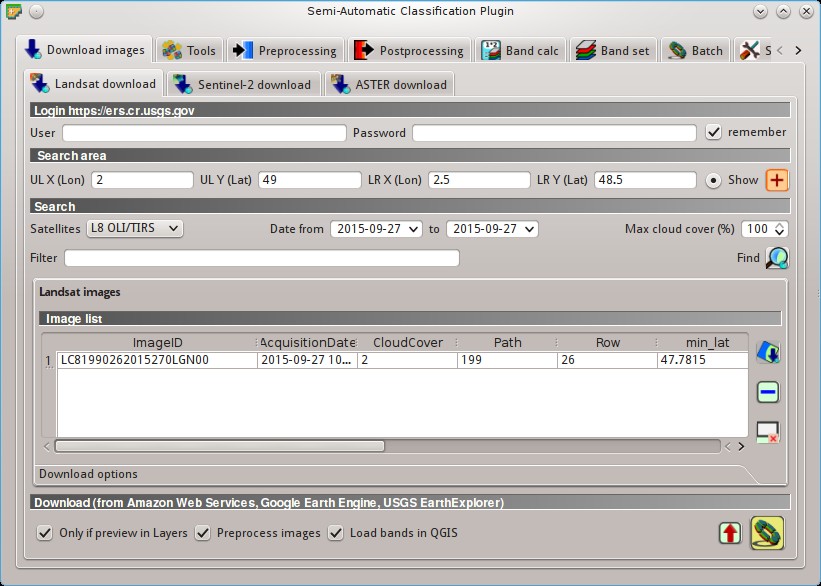 Semi-Automatic Classification Plugin
Download images Tools Preprocessing Postprocessing Band calc Band set Batch S
Landsat download Sentinel-2 download ASTER download
Login https://ers.cr.usgs.gov
User Password remember
Search area
UL X (Lon) 2 UL Y (Lat) 49 LR X (Lon) 2.5 LR Y (Lat) 48.5 Show
Search
Satellites L8 OLI/TIRS Date from 2015-09-27 to 2015-09-27 Max cloud cover (%) 100
Filter Find
Landsat images
Image list
ImageID AcquisitionDate CloudCover Path Row min_lat
1 LC81990262015270LGN00 2015-09-27 10... 2 199 26 47.7815
Download options
Download (from Amazon Web Services, Google Earth Engine, USGS EarthExplorer)
Only if preview in Layers Preprocess images Load bands in QGIS